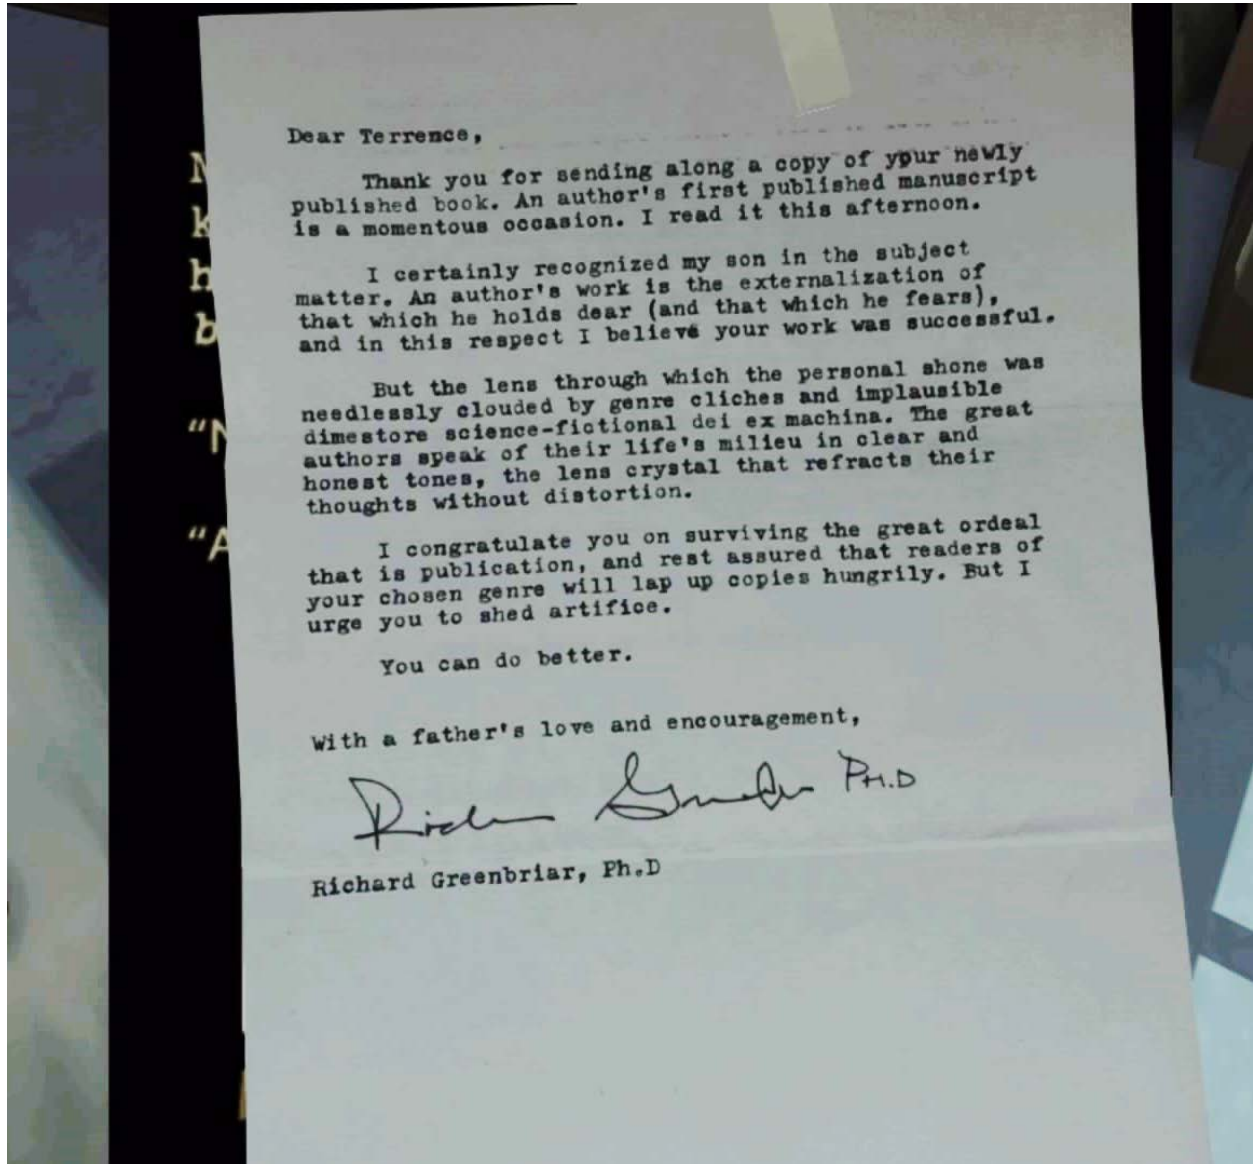 Dear Terrence,
Thank you for sending along a copy of your newly
published book. An author's first published manuscript
is a momentous occasion. I read it this afternoon.
I certainly recognized my son in the subject
matter. An author's work is the externalization of
that which he holds dear (and that which he fears),
and in this respect I believe your work was successful.
But the lens through which the personal shone was
needlessly clouded by genre cliches and implausible
dimestore science-fictional dei ex machina. The great
authors speak of their life's milieu in clear and
honest tones, the lens crystal that refracts their
thoughts without distortion.
I congratulate you on surviving the great ordeal
that is publication, and rest assured that readers of
your chosen genre will lap up copies hungrily. But I
urge you to shed artifice.
You can do better.
With a father's love and encouragement,
PH.D
Richard Greenbriar, Ph.D